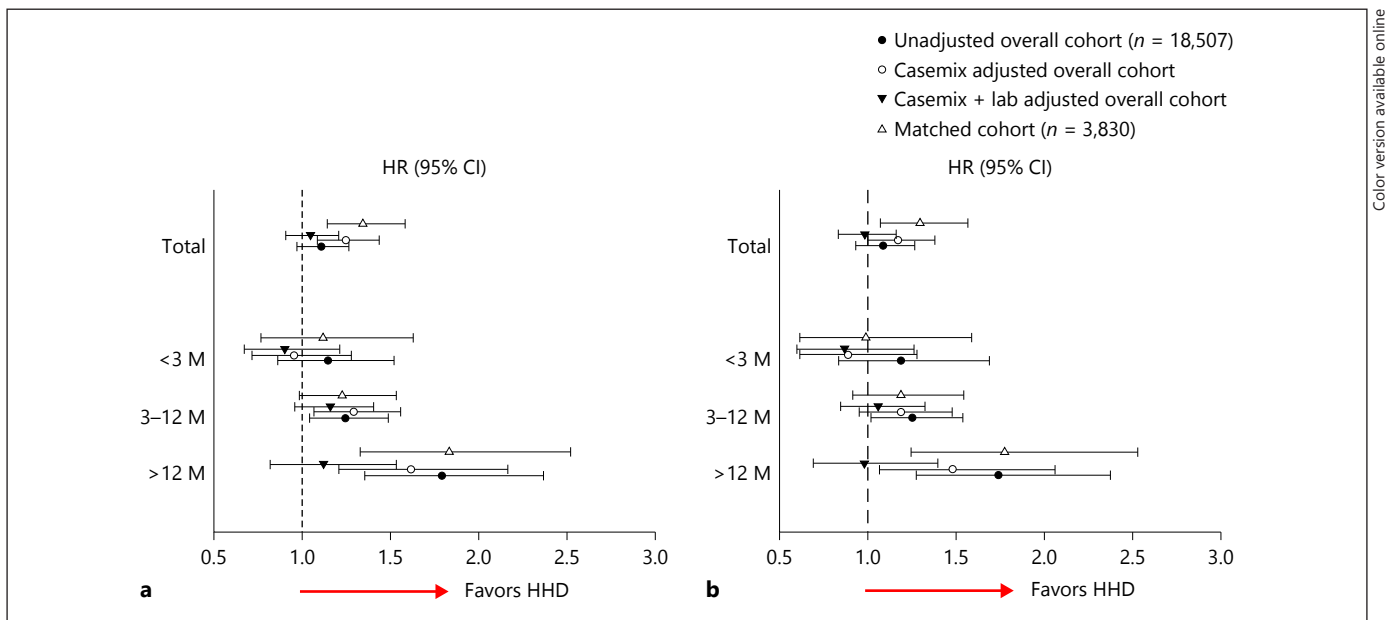 Color version available online
● Unadjusted overall cohort (n = 18,507)
○ Casemix adjusted overall cohort
▼ Casemix + lab adjusted overall cohort
△ Matched cohort (n = 3,830)
HR (95% CI)
Total
<3 M
3–12 M
>12 M
0.5 1.0 1.5 2.0 2.5 3.0
a Favors HHD
HR (95% CI)
Total
<3 M
3–12 M
>12 M
0.5 1.0 1.5 2.0 2.5 3.0
b Favors HHD